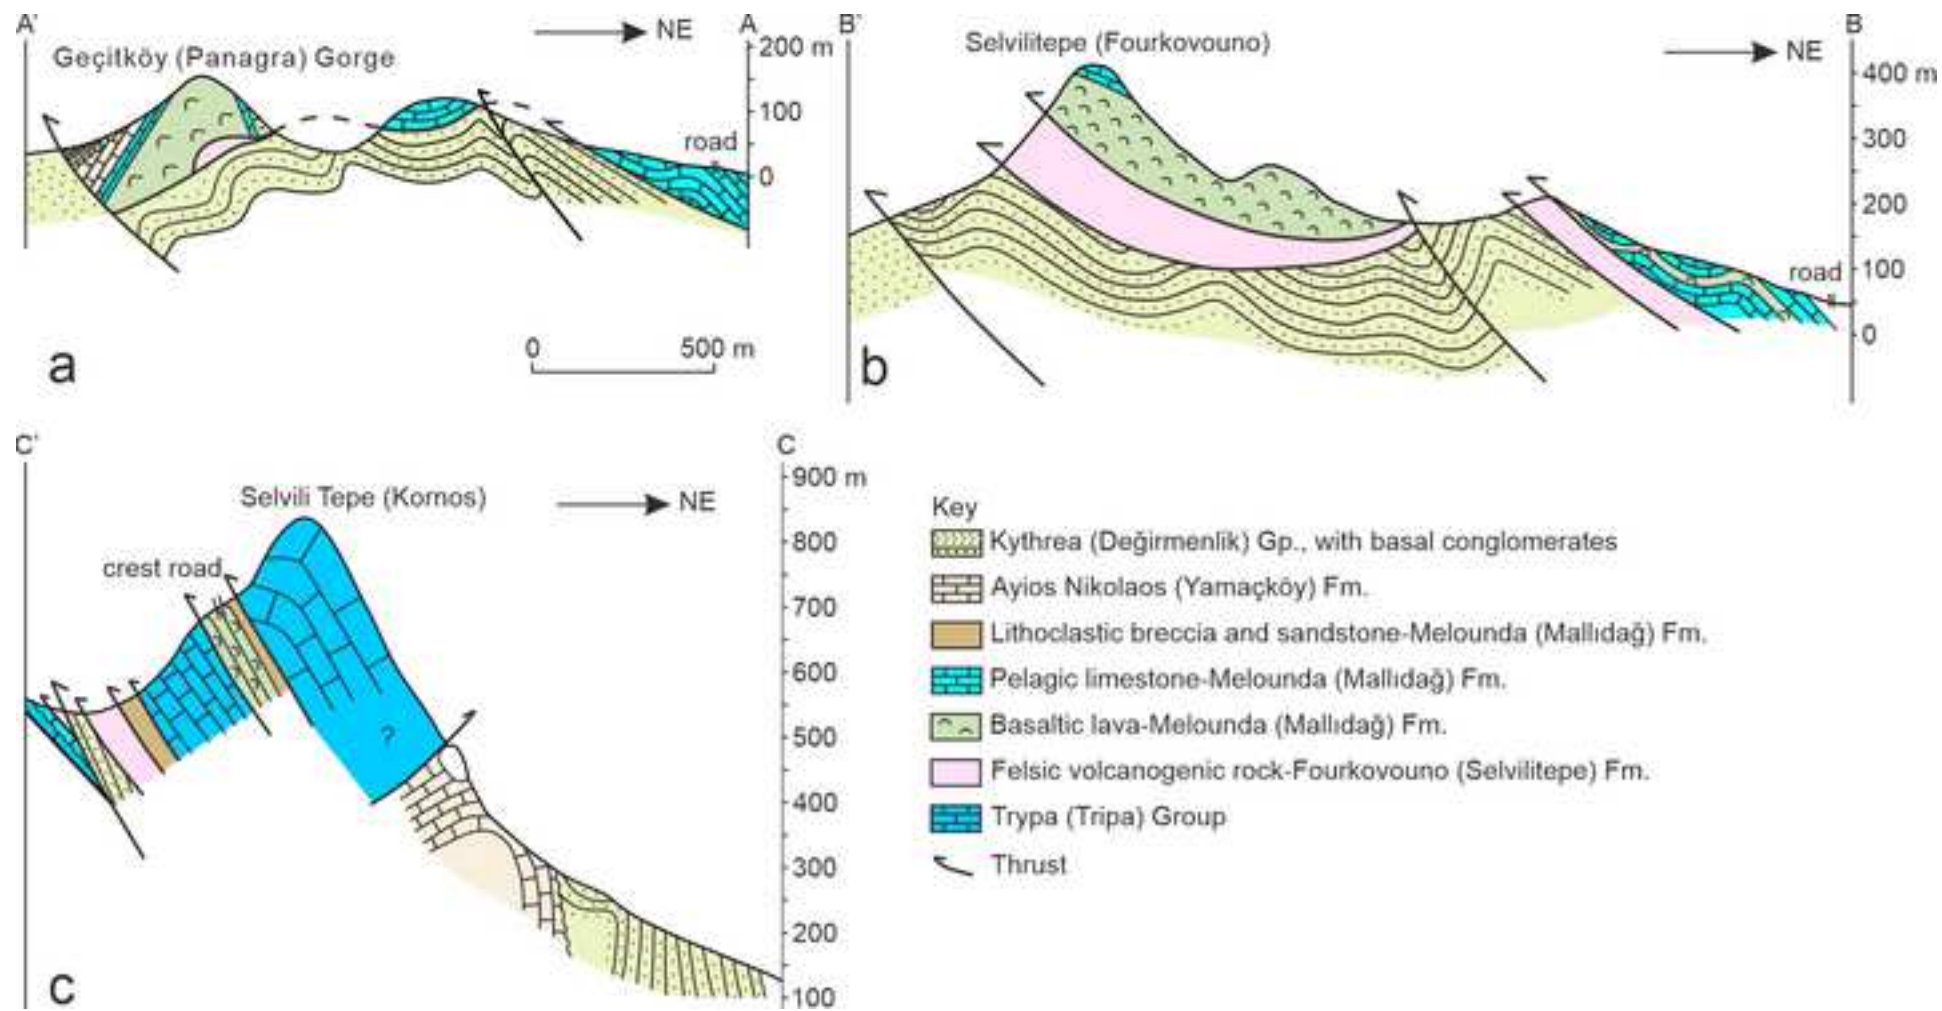 A'
Geçitköy (Panagra) Gorge
NE
A
200 m
100
road
0
a
0 500 m
B'
Selvilitepe (Fourkovouno)
NE
B
400 m
300
200
road
100
0
b
C'
Selvili Tepe (Kornos)
NE
C
900 m
crest road
800
700
600
?
500
400
300
200
100
c
Key
Kythrea (Değirmenlik) Gp., with basal conglomerates
Ayios Nikolaos (Yamaçköy) Fm.
Lithoclastic breccia and sandstone-Melounda (Mallıdağ) Fm.
Pelagic limestone-Melounda (Mallıdağ) Fm.
Basaltic lava-Melounda (Mallıdağ) Fm.
Felsic volcanogenic rock-Fourkovouno (Selvilitepe) Fm.
Trypa (Tripa) Group
Thrust